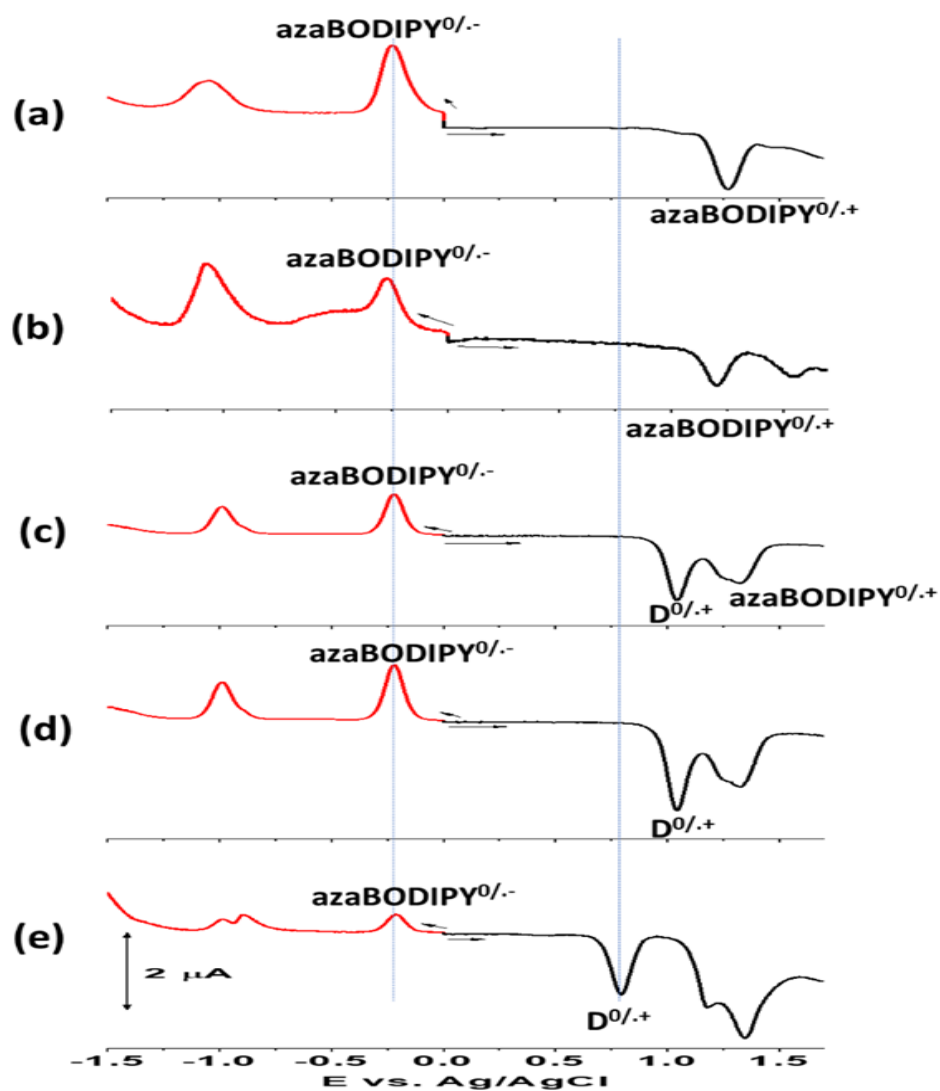 azaBODIPY⁰/·⁻
(a)
azaBODIPY⁰/·⁺
azaBODIPY⁰/·⁻
(b)
azaBODIPY⁰/·⁺
azaBODIPY⁰/·⁻
(c)
D⁰/·⁺ azaBODIPY⁰/·⁺
azaBODIPY⁰/·⁻
(d)
D⁰/·⁺
azaBODIPY⁰/·⁻
(e)
2 μA
D⁰/·⁺
-1.5 -1.0 -0.5 0.0 0.5 1.0 1.5
E vs. Ag/AgCl